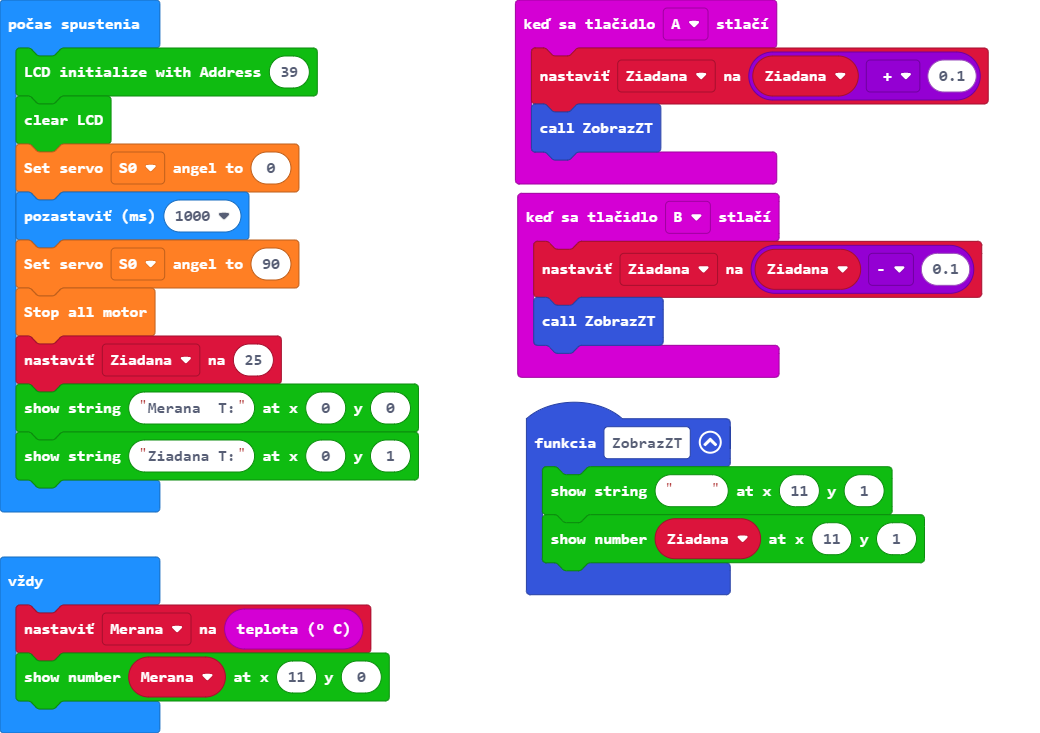 počas spustenia
LCD initialize with Address 39
clear LCD
Set servo S0 angel to 0
pozastaviť (ms) 1000
Set servo S0 angel to 90
Stop all motor
nastaviť Ziadana na 25
show string "Merana  T:" at x 0 y 0
show string "Ziadana T:" at x 0 y 1
vždy
nastaviť Merana na teplota (º C)
show number Merana at x 11 y 0
keď sa tlačidlo A stlačí
nastaviť Ziadana na Ziadana + 0.1
call ZobrazZT
keď sa tlačidlo B stlačí
nastaviť Ziadana na Ziadana - 0.1
call ZobrazZT
funkcia ZobrazZT
show string "    " at x 11 y 1
show number Ziadana at x 11 y 1